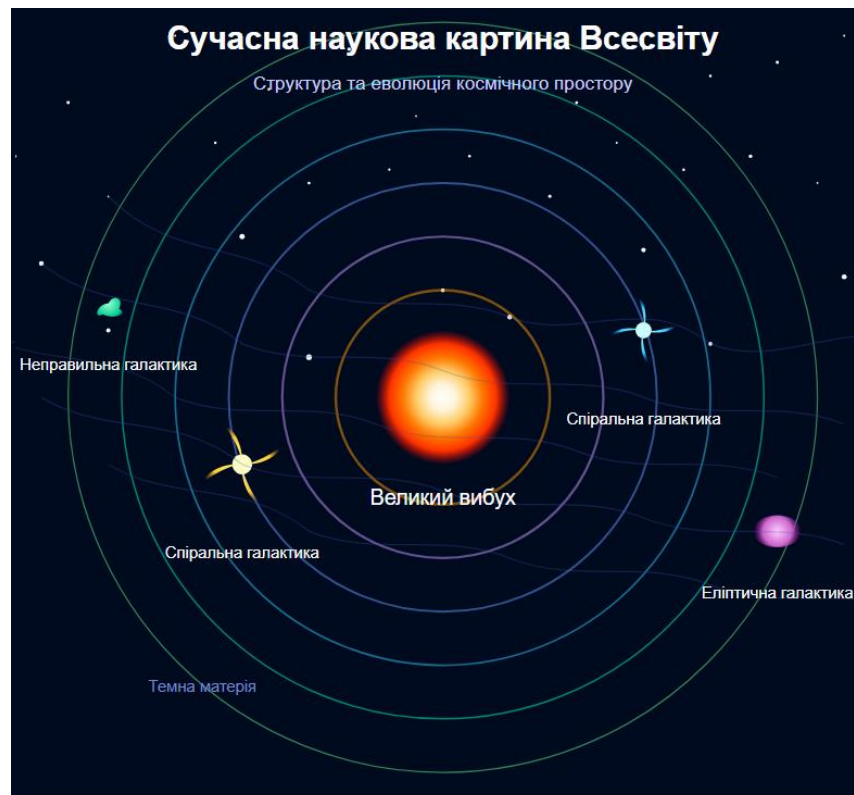 Сучасна наукова картина Всесвіту
Структура та еволюція космічного простору
Неправильна галактика
Спіральна галактика
Великий вибух
Спіральна галактика
Еліптична галактика
Темна матерія